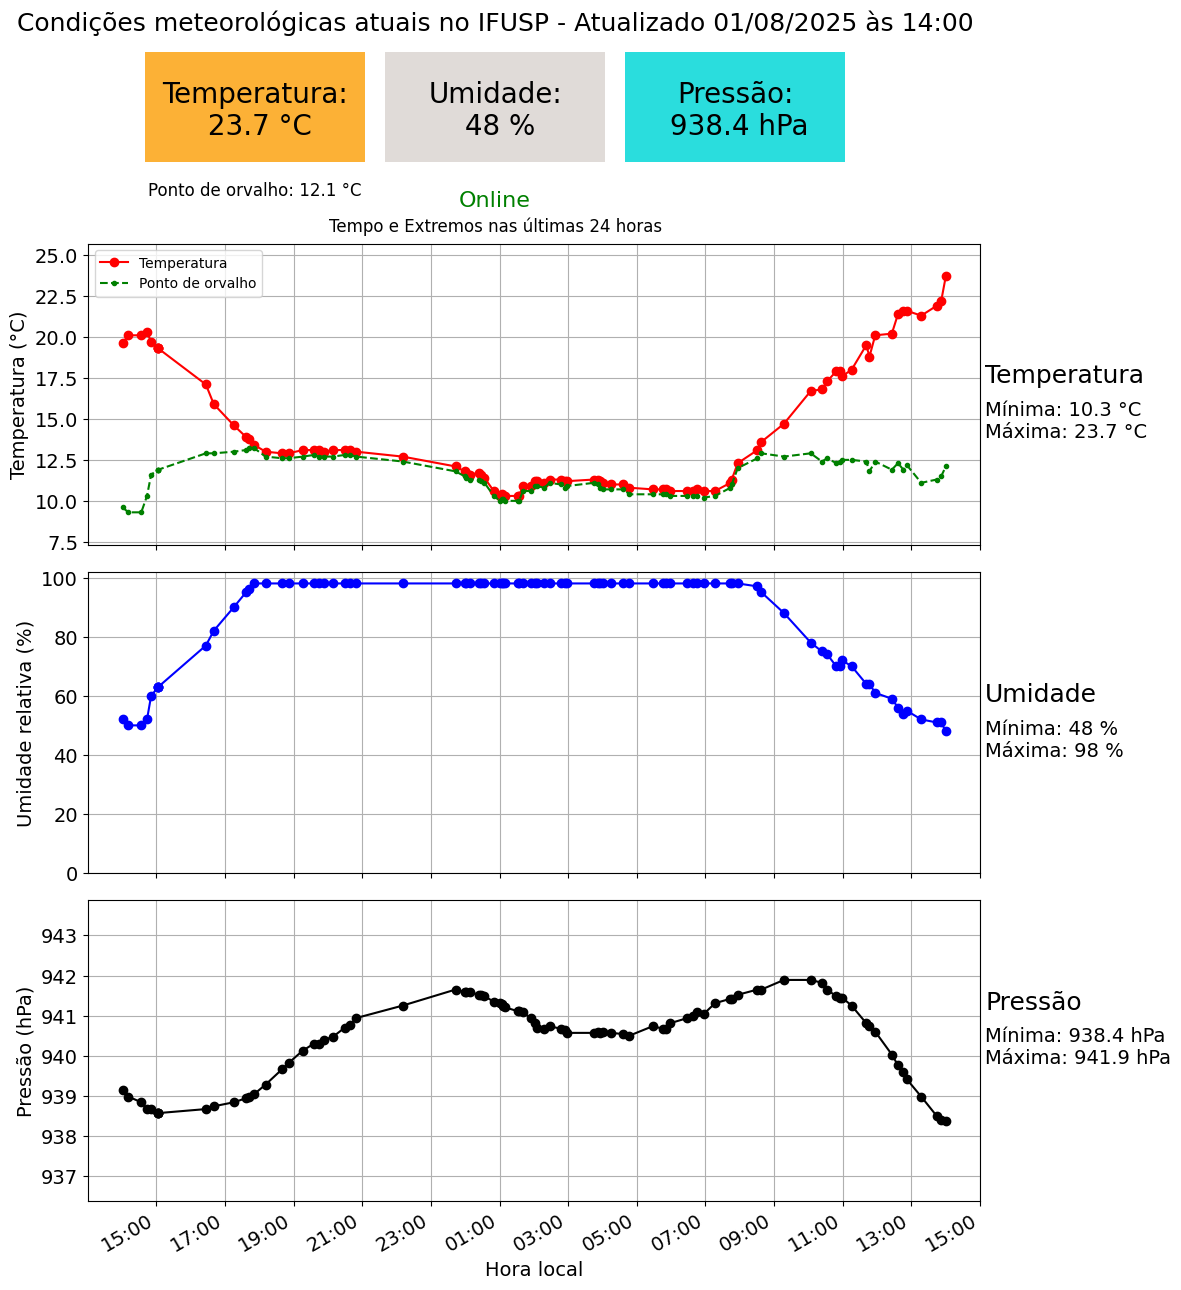 Condições meteorológicas atuais no IFUSP - Atualizado 01/08/2025 às 14:00
Temperatura:
23.7 °C
Umidade:
48 %
Pressão:
938.4 hPa
Ponto de orvalho: 12.1 °C
Online
Tempo e Extremos nas últimas 24 horas
Temperatura (°C)
25.0
22.5
20.0
17.5
15.0
12.5
10.0
7.5
Temperatura
Ponto de orvalho
Temperatura
Mínima: 10.3 °C
Máxima: 23.7 °C
Umidade relativa (%)
100
80
60
40
20
0
Umidade
Mínima: 48 %
Máxima: 98 %
Pressão (hPa)
943
942
941
940
939
938
937
Pressão
Mínima: 938.4 hPa
Máxima: 941.9 hPa
15:00 17:00 19:00 21:00 23:00 01:00 03:00 05:00 07:00 09:00 11:00 13:00 15:00
Hora local